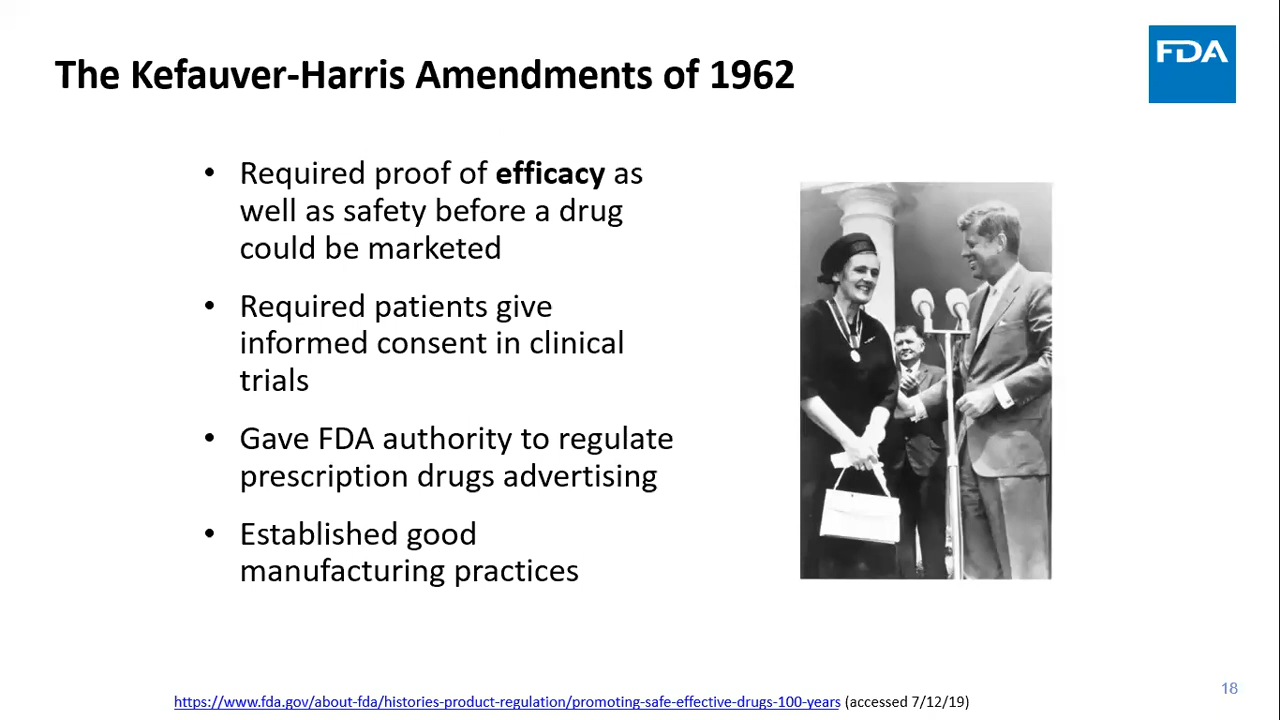 The Kefauver-Harris Amendments of 1962
FDA
• Required proof of efficacy as
well as safety before a drug
could be marketed
• Required patients give
informed consent in clinical
trials
• Gave FDA authority to regulate
prescription drugs advertising
• Established good
manufacturing practices
https://www.fda.gov/about-fda/histories-product-regulation/promoting-safe-effective-drugs-100-years (accessed 7/12/19)
18